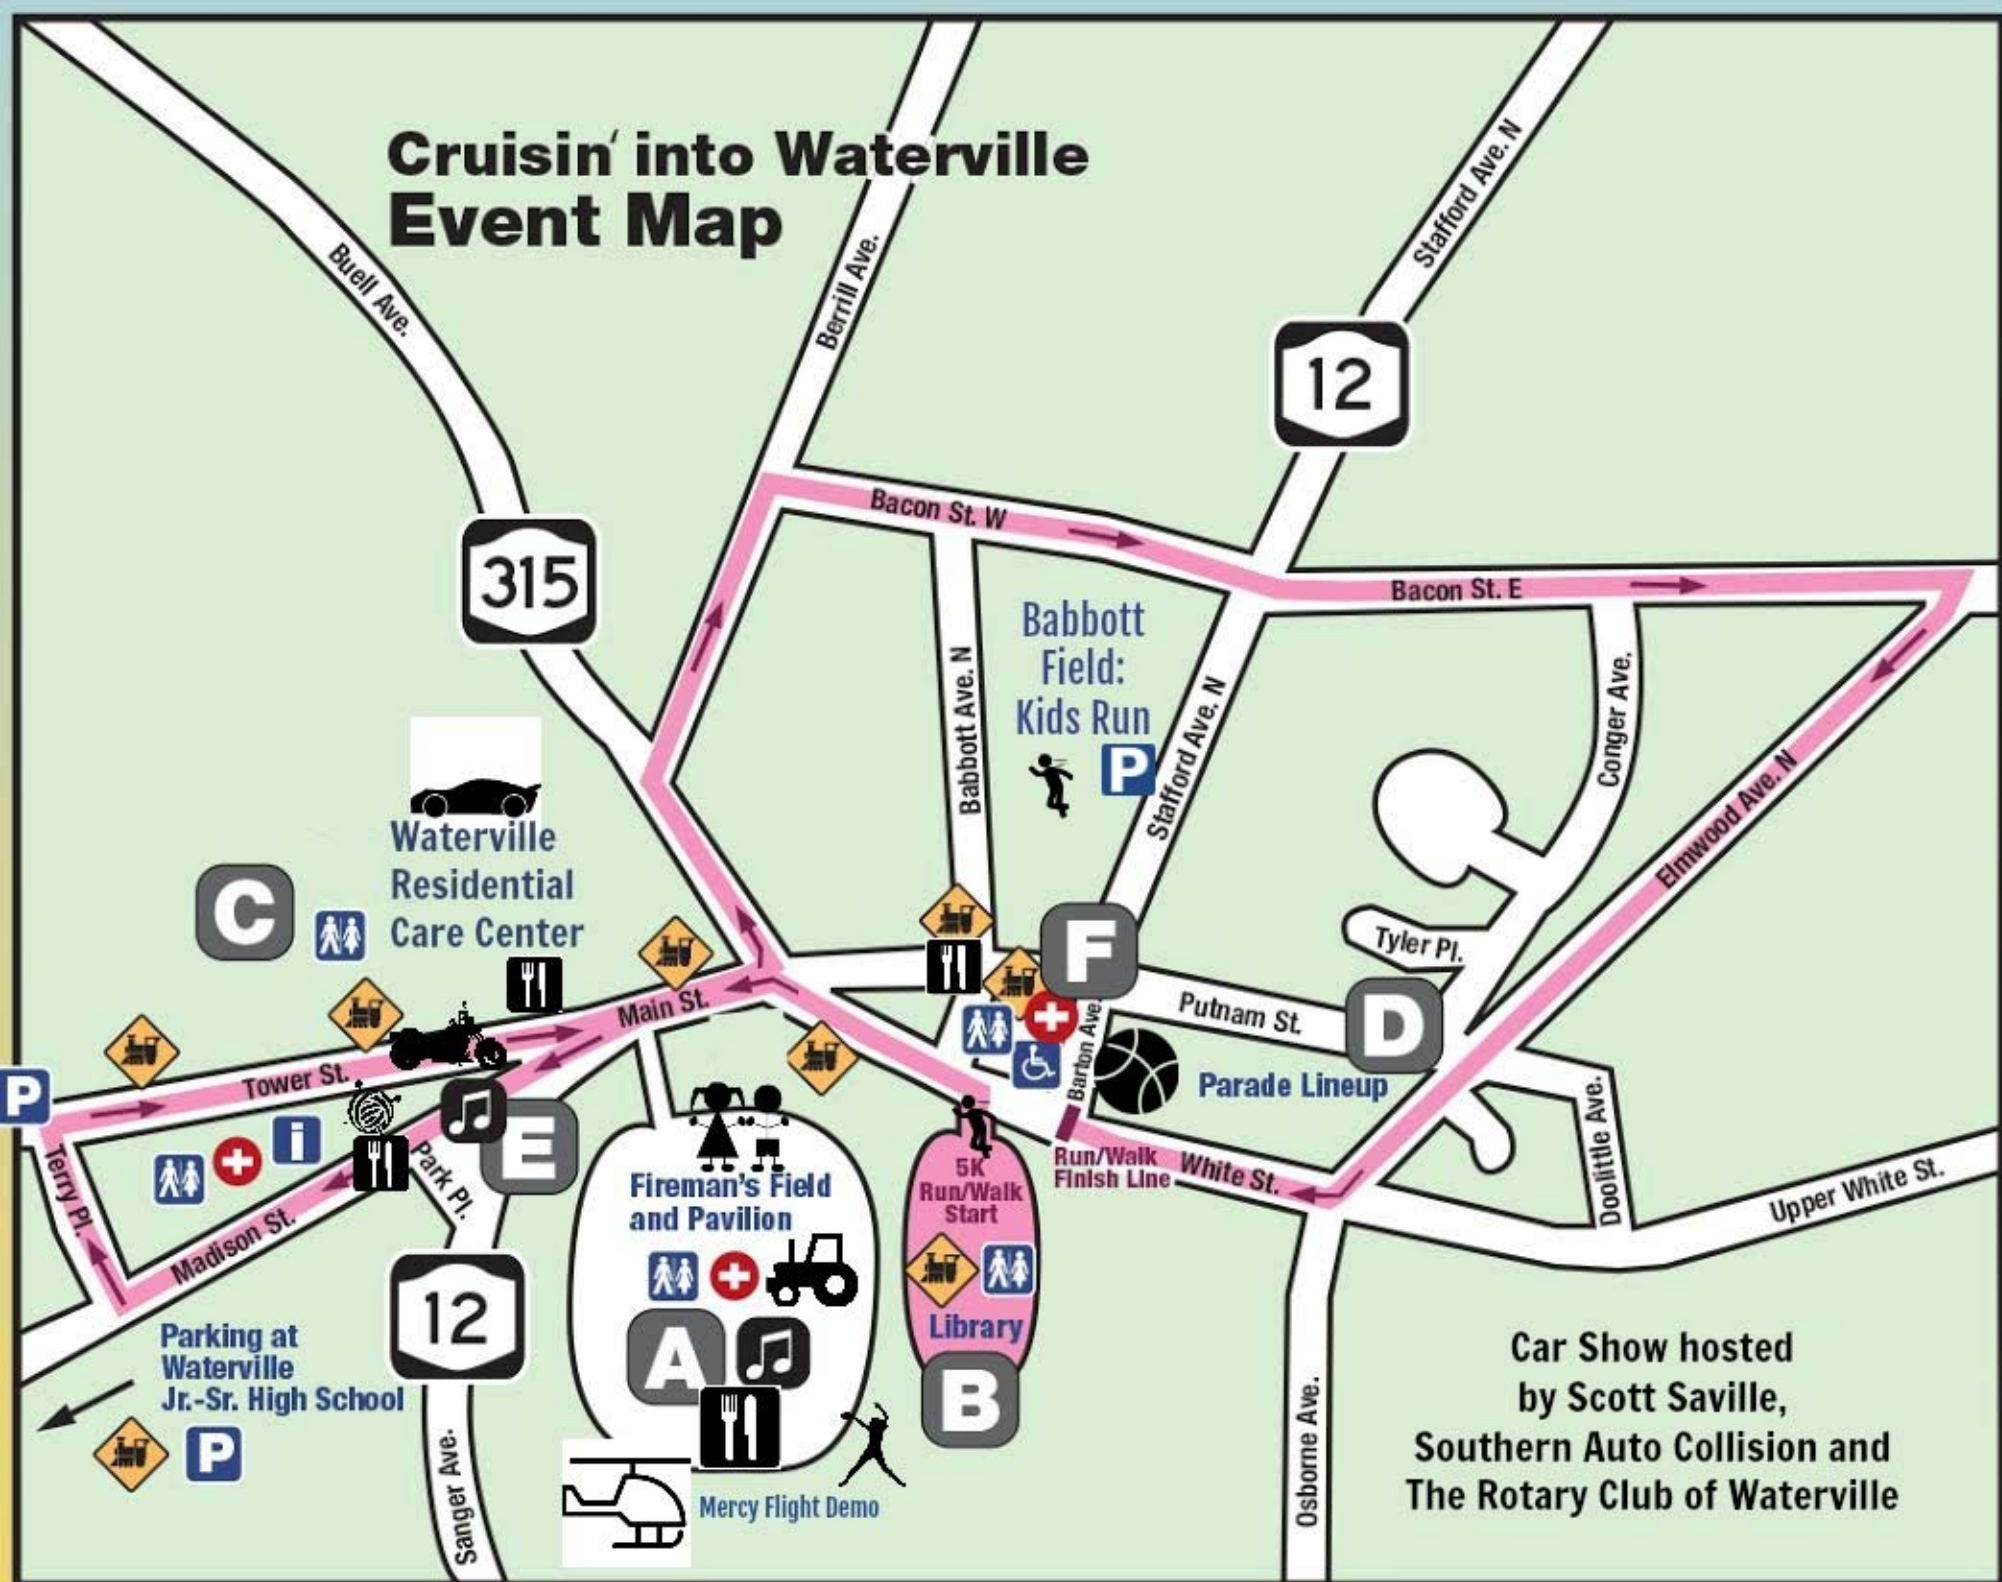 Cruisin' into Waterville
Event Map
Buell Ave.
Berrill Ave.
Stafford Ave. N
12
315
Bacon St. W
Bacon St. E
Babbott
Field:
Kids Run
P
Babbott Ave. N
Stafford Ave. N
Conger Ave.
Elmwood Ave. N
Waterville
Residential
Care Center
C
F
Tyler Pl.
D
Putnam St.
Main St.
Tower St.
P
Barton Ave.
Parade Lineup
i
E
Terry Pl.
Park Pl.
Madison St.
Fireman's Field
and Pavilion
A
5K
Run/Walk
Start
Library
B
Run/Walk
Finish Line
White St.
Doolittle Ave.
Upper White St.
12
Parking at
Waterville
Jr.-Sr. High School
P
Sanger Ave.
Mercy Flight Demo
Osborne Ave.
Car Show hosted
by Scott Saville,
Southern Auto Collision and
The Rotary Club of Waterville